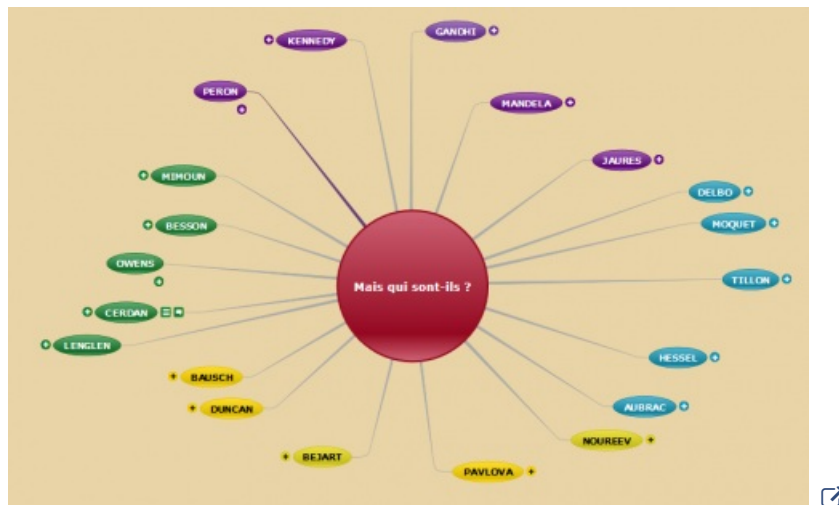 KENNEDY
GANDHI
PERON
MANDELA
JAURES
MIMOUN
DELBO
BESSON
MOQUET
OWENS
TILLON
Mais qui sont-ils ?
CERDAN
LENGLEN
HESSEL
BAUSCH
DUNCAN
AUBRAC
NOUREEV
BEJART
PAVLOVA